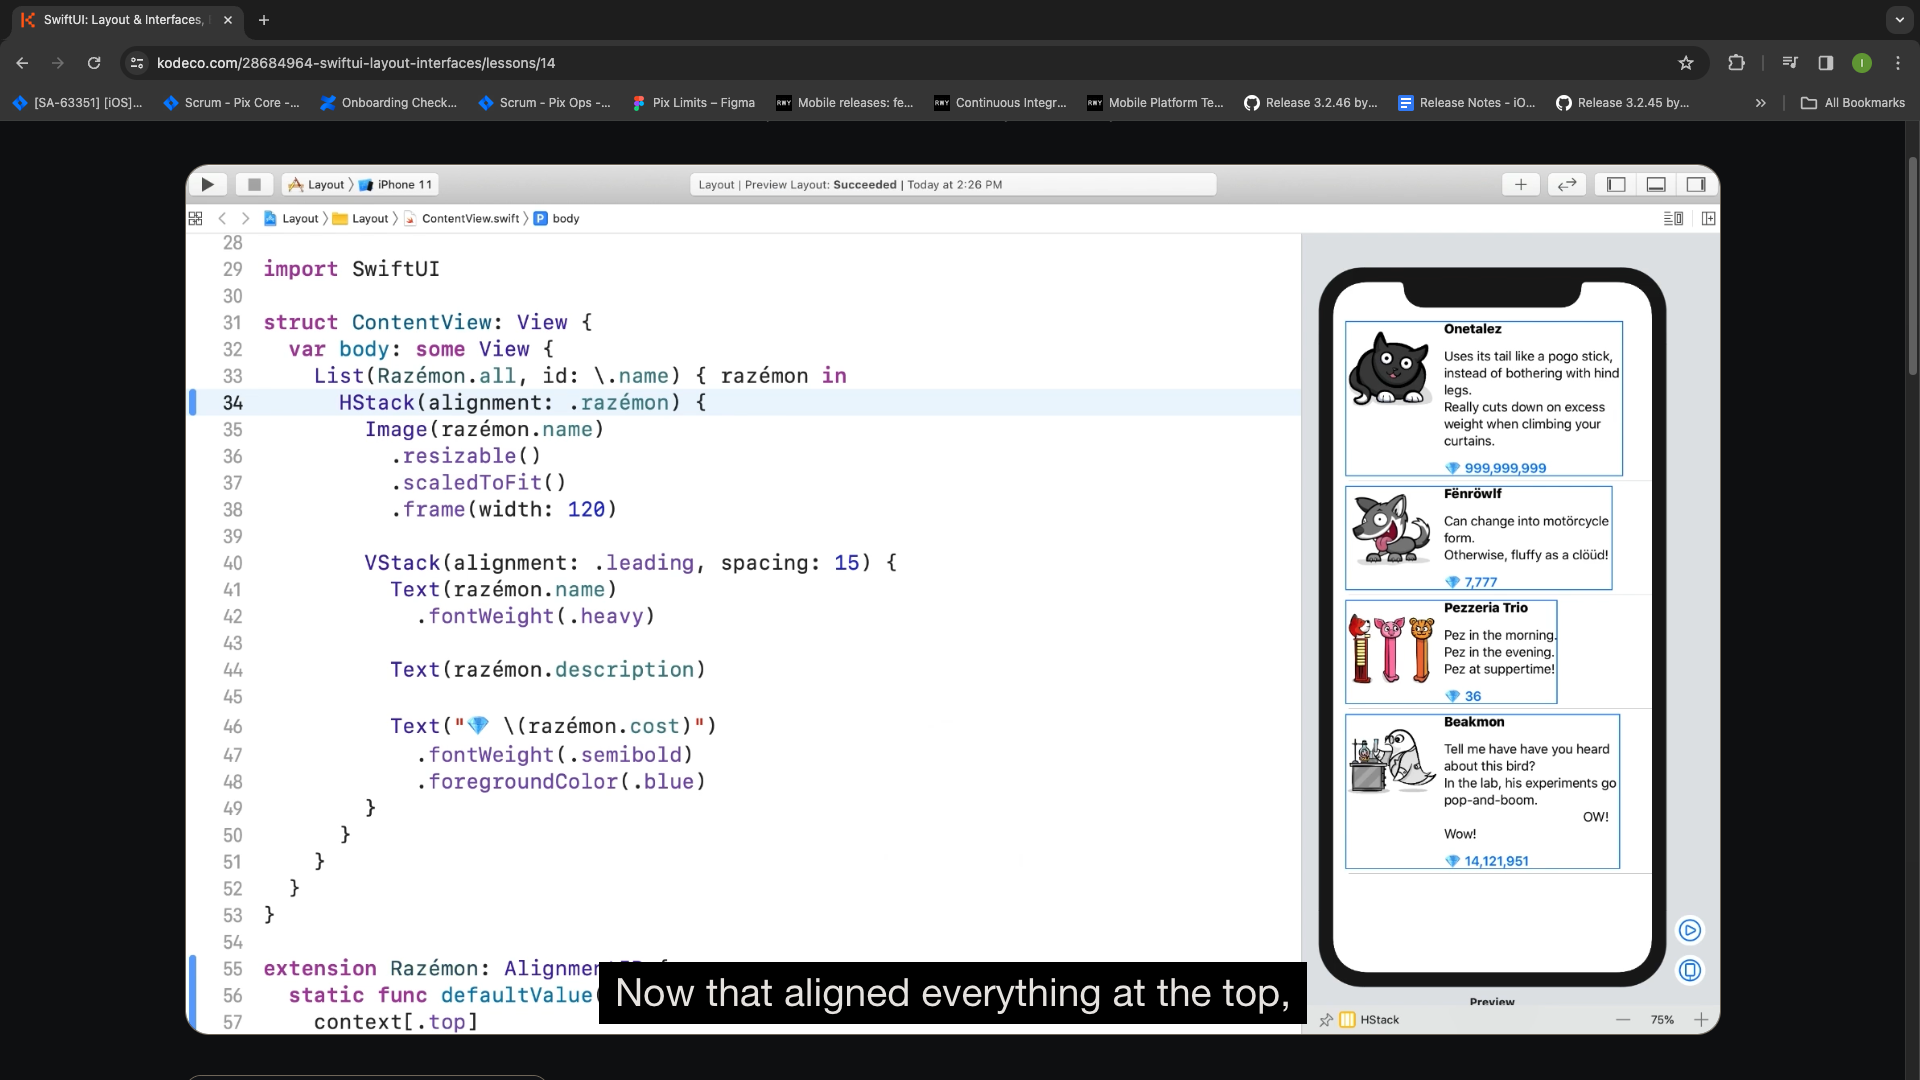 SwiftUI: Layout & Interfaces,
kodeco.com/28684964-swiftui-layout-interfaces/lessons/14
[SA-63351] [iOS]...
Scrum - Pix Core -...
Onboarding Check...
Scrum - Pix Ops -...
Pix Limits – Figma
Mobile releases: fe...
Continuous Integr...
Mobile Platform Te...
Release 3.2.46 by...
Release Notes - iO...
Release 3.2.45 by...
All Bookmarks
Layout
iPhone 11
Layout | Preview Layout: Succeeded | Today at 2:26 PM
Layout
Layout
ContentView.swift
P body
28
29 import SwiftUI
30
31 struct ContentView: View {
32 var body: some View {
33 List(Razémon.all, id: \.name) { razémon in
34 HStack(alignment: .razémon) {
35 Image(razémon.name)
36 .resizable()
37 .scaledToFit()
38 .frame(width: 120)
39
40 VStack(alignment: .leading, spacing: 15) {
41 Text(razémon.name)
42 .fontWeight(.heavy)
43
44 Text(razémon.description)
45
46 Text("💎 \(razémon.cost)")
47 .fontWeight(.semibold)
48 .foregroundColor(.blue)
49 }
50 }
51 }
52 }
53 }
54
55 extension Razémon:
56 static func defaultValue(
57 context[.top]
Onetalez
Uses its tail like a pogo stick,
instead of bothering with hind
legs.
Really cuts down on excess
weight when climbing your
curtains.
💎 999,999,999
Fënröwlf
Can change into motörcycle
form.
Otherwise, fluffy as a clöüd!
💎 7,777
Pezzeria Trio
Pez in the morning.
Pez in the evening.
Pez at suppertime!
💎 36
Beakmon
Tell me have have you heard
about this bird?
In the lab, his experiments go
pop-and-boom.
OW!
Wow!
💎 14,121,951
Preview
HStack
75%
Now that aligned everything at the top,